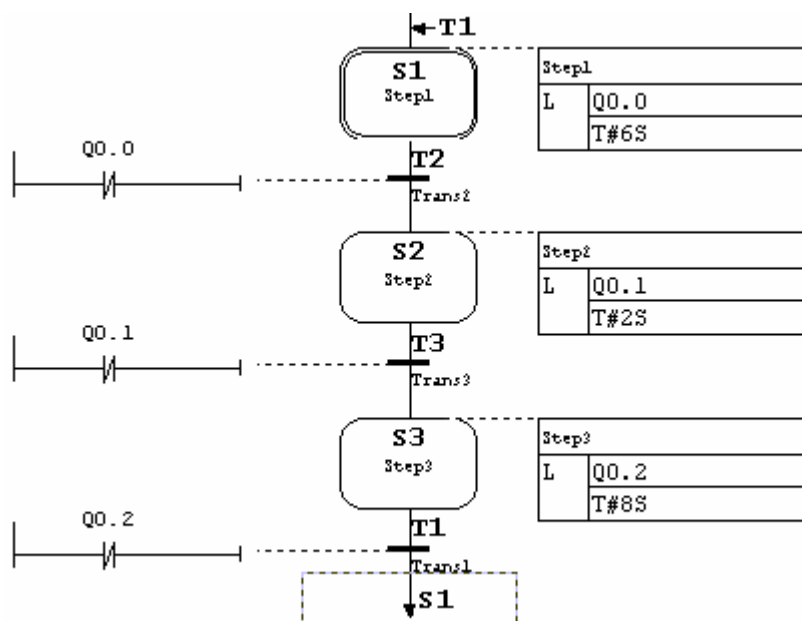 T1
S1
Step1
Step1
L Q0.0
T#6S
Q0.0
T2
Trans2
S2
Step2
Step2
L Q0.1
T#2S
Q0.1
T3
Trans3
S3
Step3
Step3
L Q0.2
T#8S
Q0.2
T1
Trans1
S1